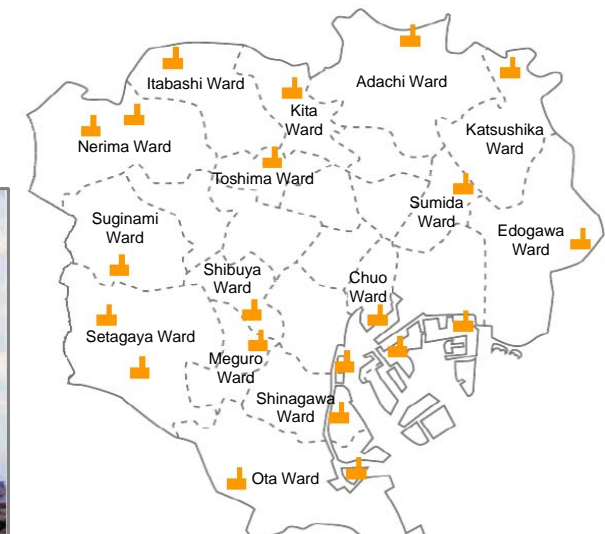 Itabashi Ward
Adachi Ward
Kita
Ward
Katsushika
Ward
Nerima Ward
Toshima Ward
Sumida
Ward
Suginami
Ward
Edogawa
Ward
Shibuya
Ward
Chuo
Ward
Setagaya Ward
Meguro
Ward
Shinagawa
Ward
Ota Ward